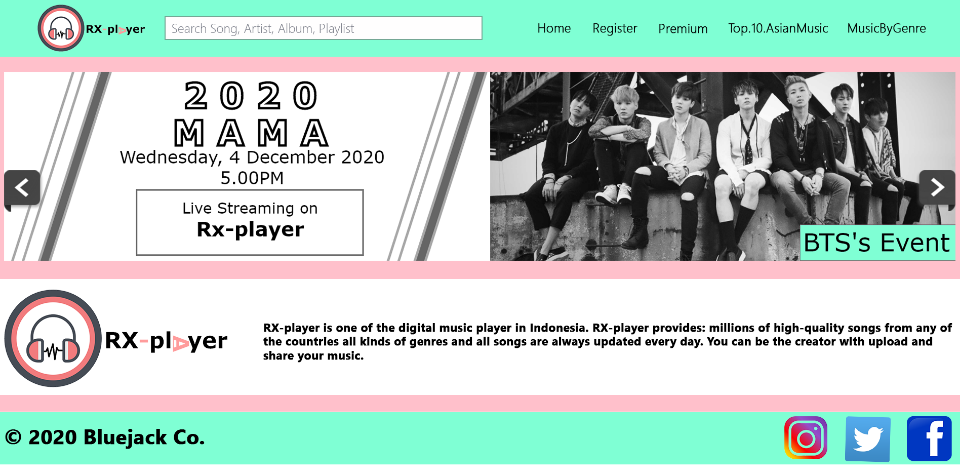 RX-player
Search Song, Artist, Album, Playlist
Home
Register
Premium
Top.10.AsianMusic
MusicByGenre
2020
MAMA
Wednesday, 4 December 2020
5.00PM
Live Streaming on
Rx-player
BTS's Event
RX-player
RX-player is one of the digital music player in Indonesia. RX-player provides: millions of high-quality songs from any of
the countries all kinds of genres and all songs are always updated every day. You can be the creator with upload and
share your music.
© 2020 Bluejack Co.